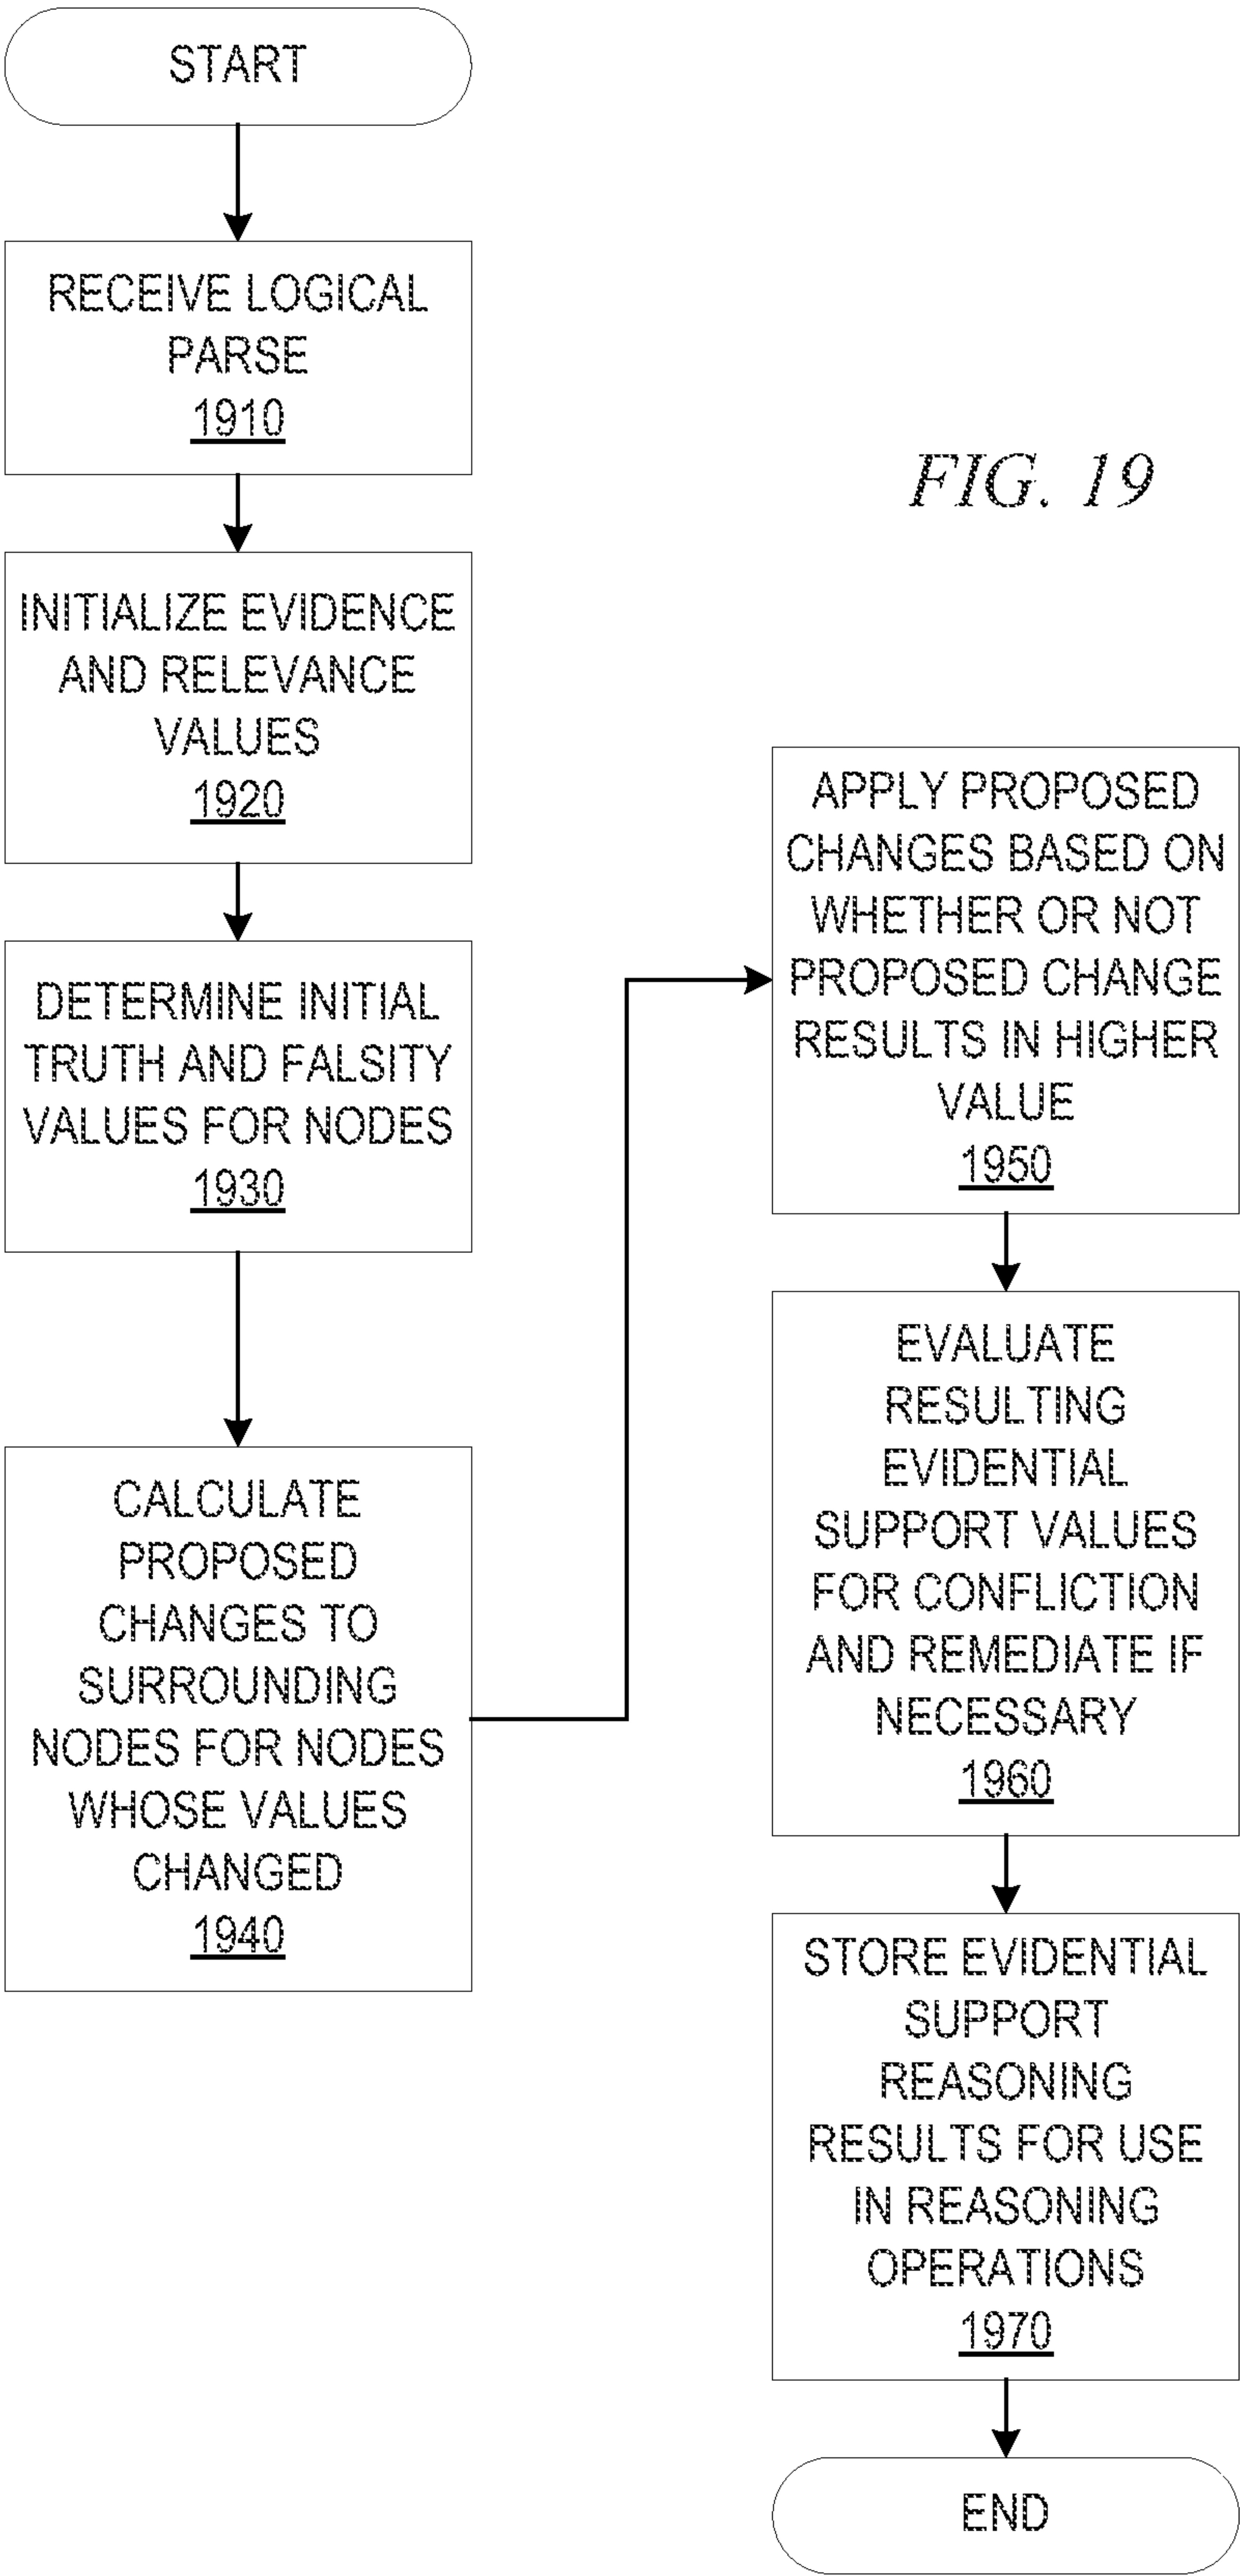 START
RECEIVE LOGICAL
PARSE
1910
INITIALIZE EVIDENCE
AND RELEVANCE
VALUES
1920
DETERMINE INITIAL
TRUTH AND FALSITY
VALUES FOR NODES
1930
CALCULATE
PROPOSED
CHANGES TO
SURROUNDING
NODES FOR NODES
WHOSE VALUES
CHANGED
1940
FIG. 19
APPLY PROPOSED
CHANGES BASED ON
WHETHER OR NOT
PROPOSED CHANGE
RESULTS IN HIGHER
VALUE
1950
EVALUATE
RESULTING
EVIDENTIAL
SUPPORT VALUES
FOR CONFLICTION
AND REMEDIATE IF
NECESSARY
1960
STORE EVIDENTIAL
SUPPORT
REASONING
RESULTS FOR USE
IN REASONING
OPERATIONS
1970
END